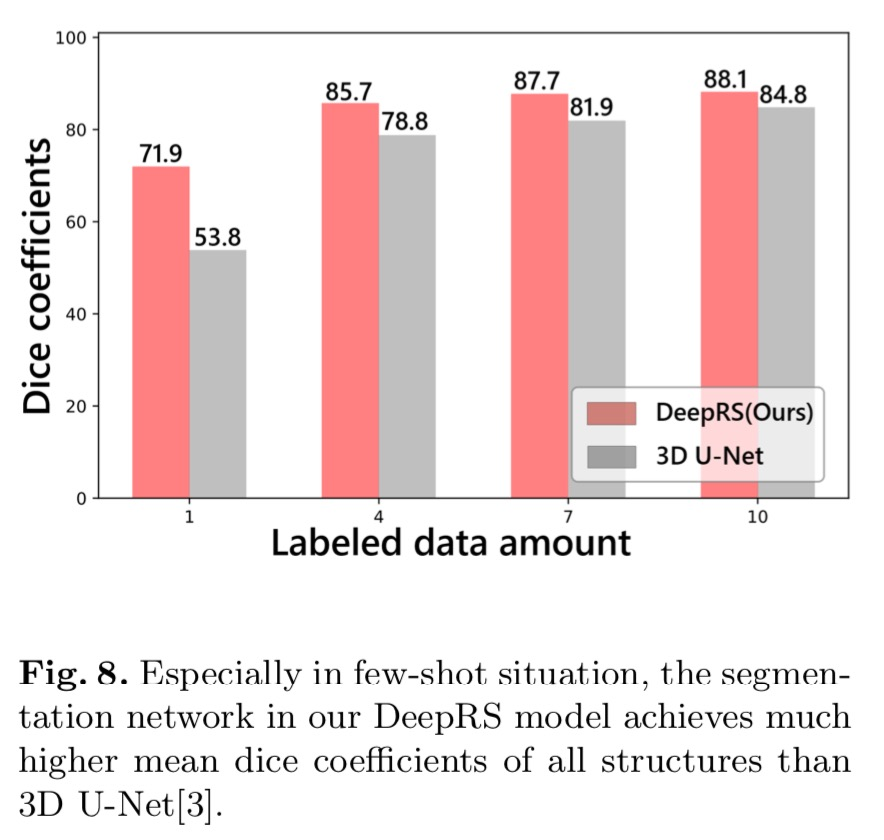 100
80
60
40
20
0
Dice coefficients
71.9
53.8
85.7
78.8
87.7
81.9
88.1
84.8
DeepRS(Ours)
3D U-Net
1 4 7 10
Labeled data amount
Fig. 8. Especially in few-shot situation, the segmen-
tation network in our DeepRS model achieves much
higher mean dice coefficients of all structures than
3D U-Net[3].